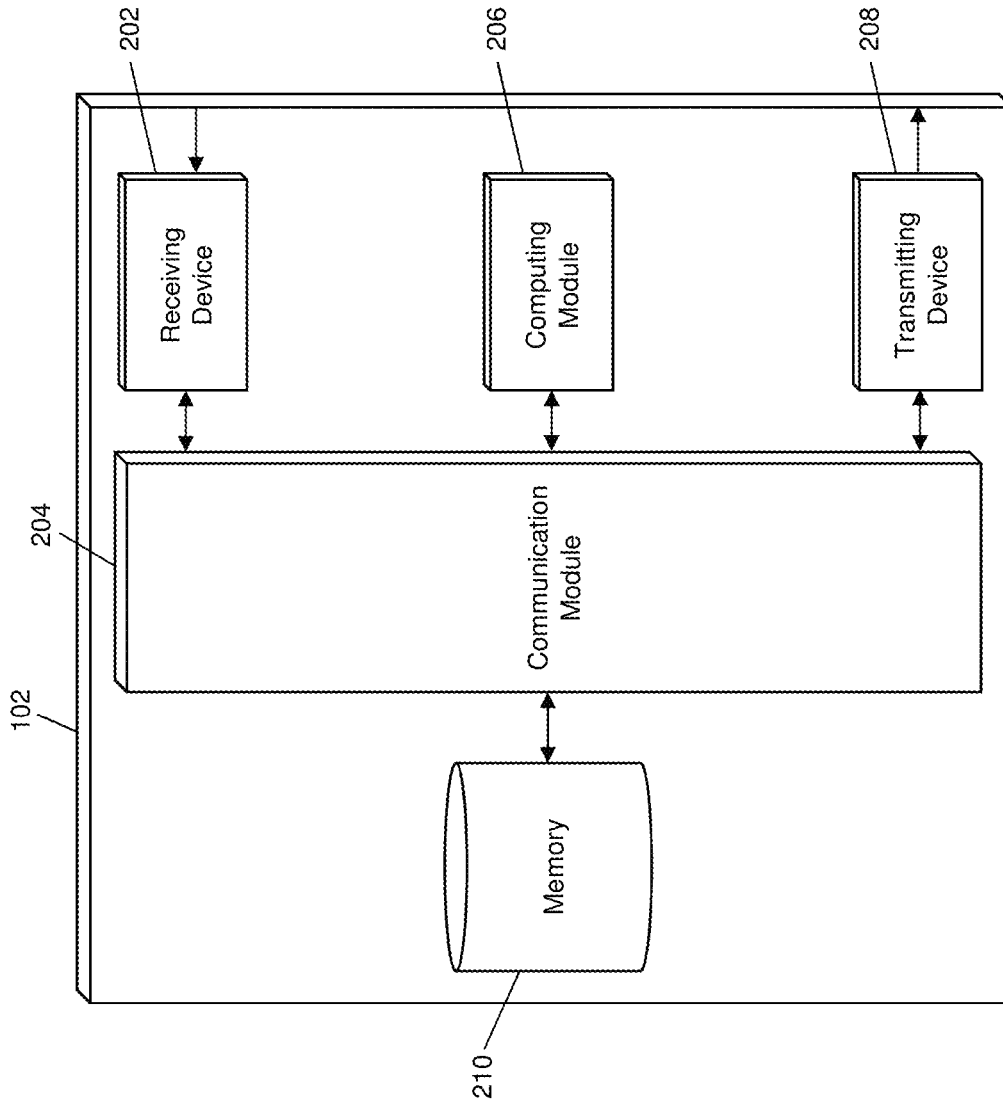 202
Receiving
Device
204
102
206
Computing
Module
Communication
Module
Memory
210
208
Transmitting
Device